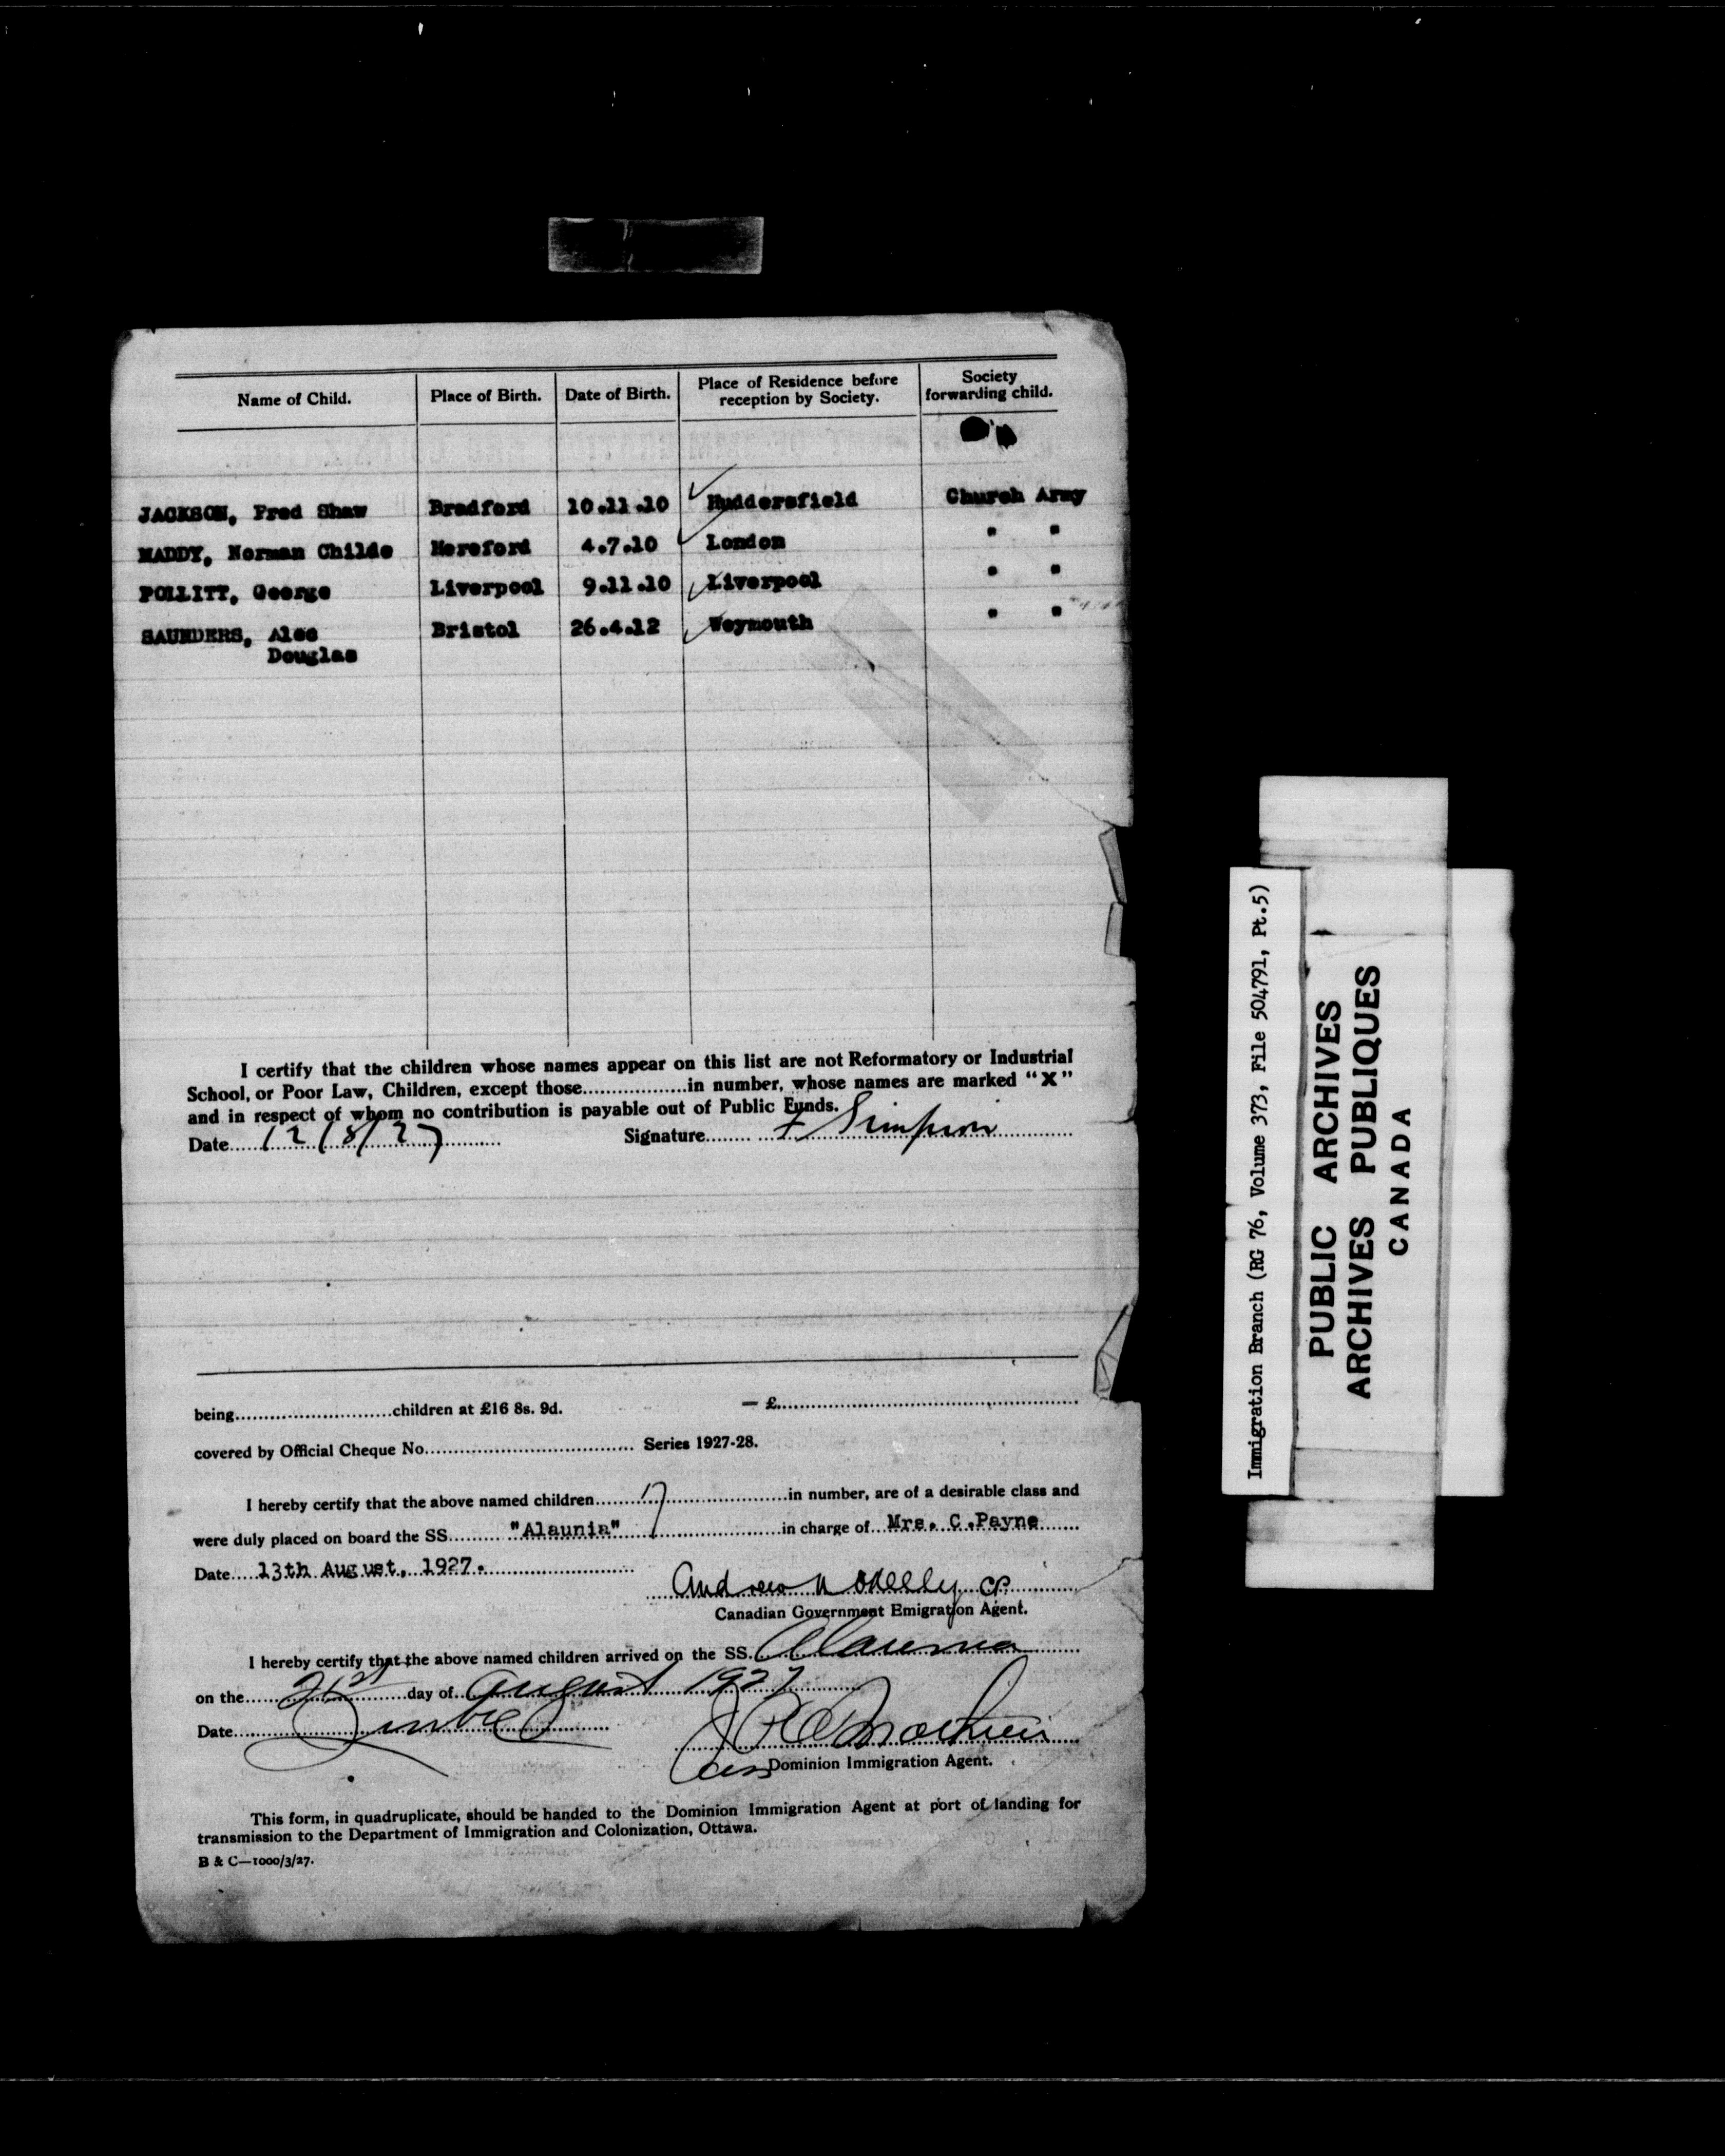 Name of Child. Place of Birth. Date of Birth. Place of Residence before reception by Society. Society forwarding child.
JACKSON, Fred Shaw Bradford 10.11.10 Huddersfield Church Army
MADDY, Norman Childe Hereford 4.7.10 London " "
POLLITT, George Liverpool 9.11.10 Liverpool " "
SAUNDERS, Alec Bristol 26.4.12 Weymouth " "
Douglas
I certify that the children whose names appear on this list are not Reformatory or Industrial
School, or Poor Law, Children, except those.................in number, whose names are marked "X"
and in respect of whom no contribution is payable out of Public Funds.
Date 12/8/27 Signature F Simpson
being...........................children at £16 8s. 9d. — £
covered by Official Cheque No. Series 1927-28.
I hereby certify that the above named children 17 in number, are of a desirable class and
were duly placed on board the SS. "Alaunia" in charge of Mrs. C.Payne
Date 13th August, 1927.
Andrew O'Kelly
Canadian Government Emigration Agent.
I hereby certify that the above named children arrived on the SS. Alaunia
on the 21st day of August 1927
Date Quebec
Dominion Immigration Agent.
This form, in quadruplicate, should be handed to the Dominion Immigration Agent at port of landing for
transmission to the Department of Immigration and Colonization, Ottawa.
B & C—1000/3/27.
Immigration Branch (RG 76, Volume 373, File 504791, Pt.5)
PUBLIC ARCHIVES
ARCHIVES PUBLIQUES
CANADA